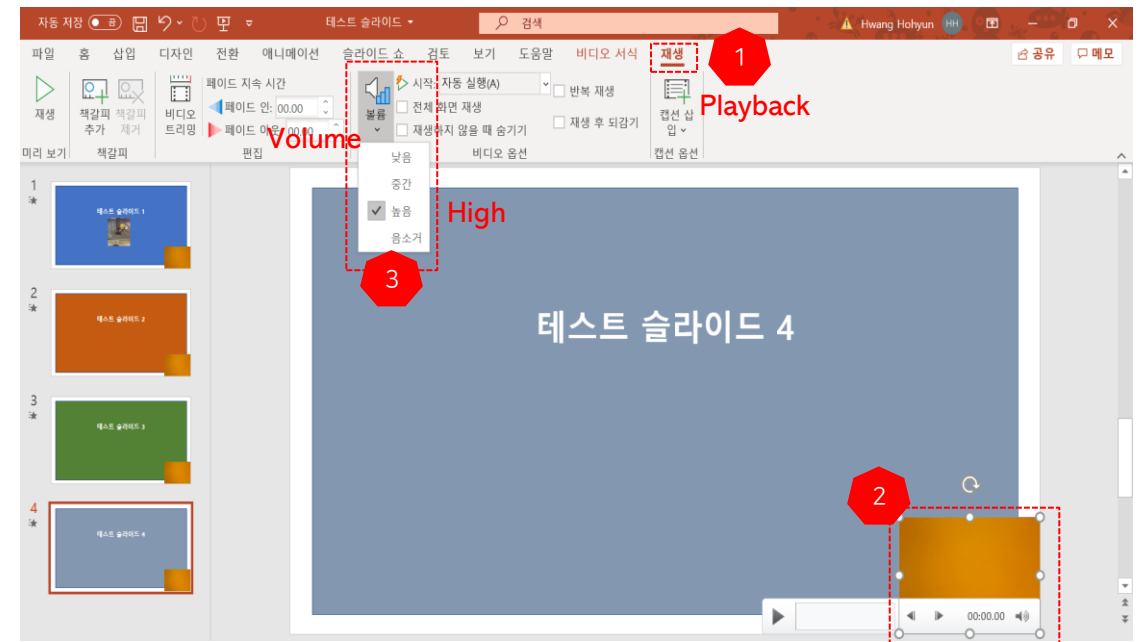 자동 저장 테스트 슬라이드 검색 Hwang Hohyun HH
파일 홈 삽입 디자인 전환 애니메이션 슬라이드 쇼 검토 보기 도움말 비디오 서식 재생 공유 메모
1
Playback
재생
책갈피 추가
책갈피 제거
비디오 트리밍
페이드 지속 시간
페이드 인: 00.00
페이드 아웃: 00.00
볼륨
시작: 자동 실행(A)
전체 화면 재생
재생하지 않을 때 숨기기
반복 재생
재생 후 되감기
캡션 삽입
Volume
미리 보기 책갈피 편집 비디오 옵션 캡션 옵션
낮음
중간
높음
음소거
High
3
1
테스트 슬라이드 1
2
테스트 슬라이드 2
3
테스트 슬라이드 3
4
테스트 슬라이드 4
테스트 슬라이드 4
2
00:00.00